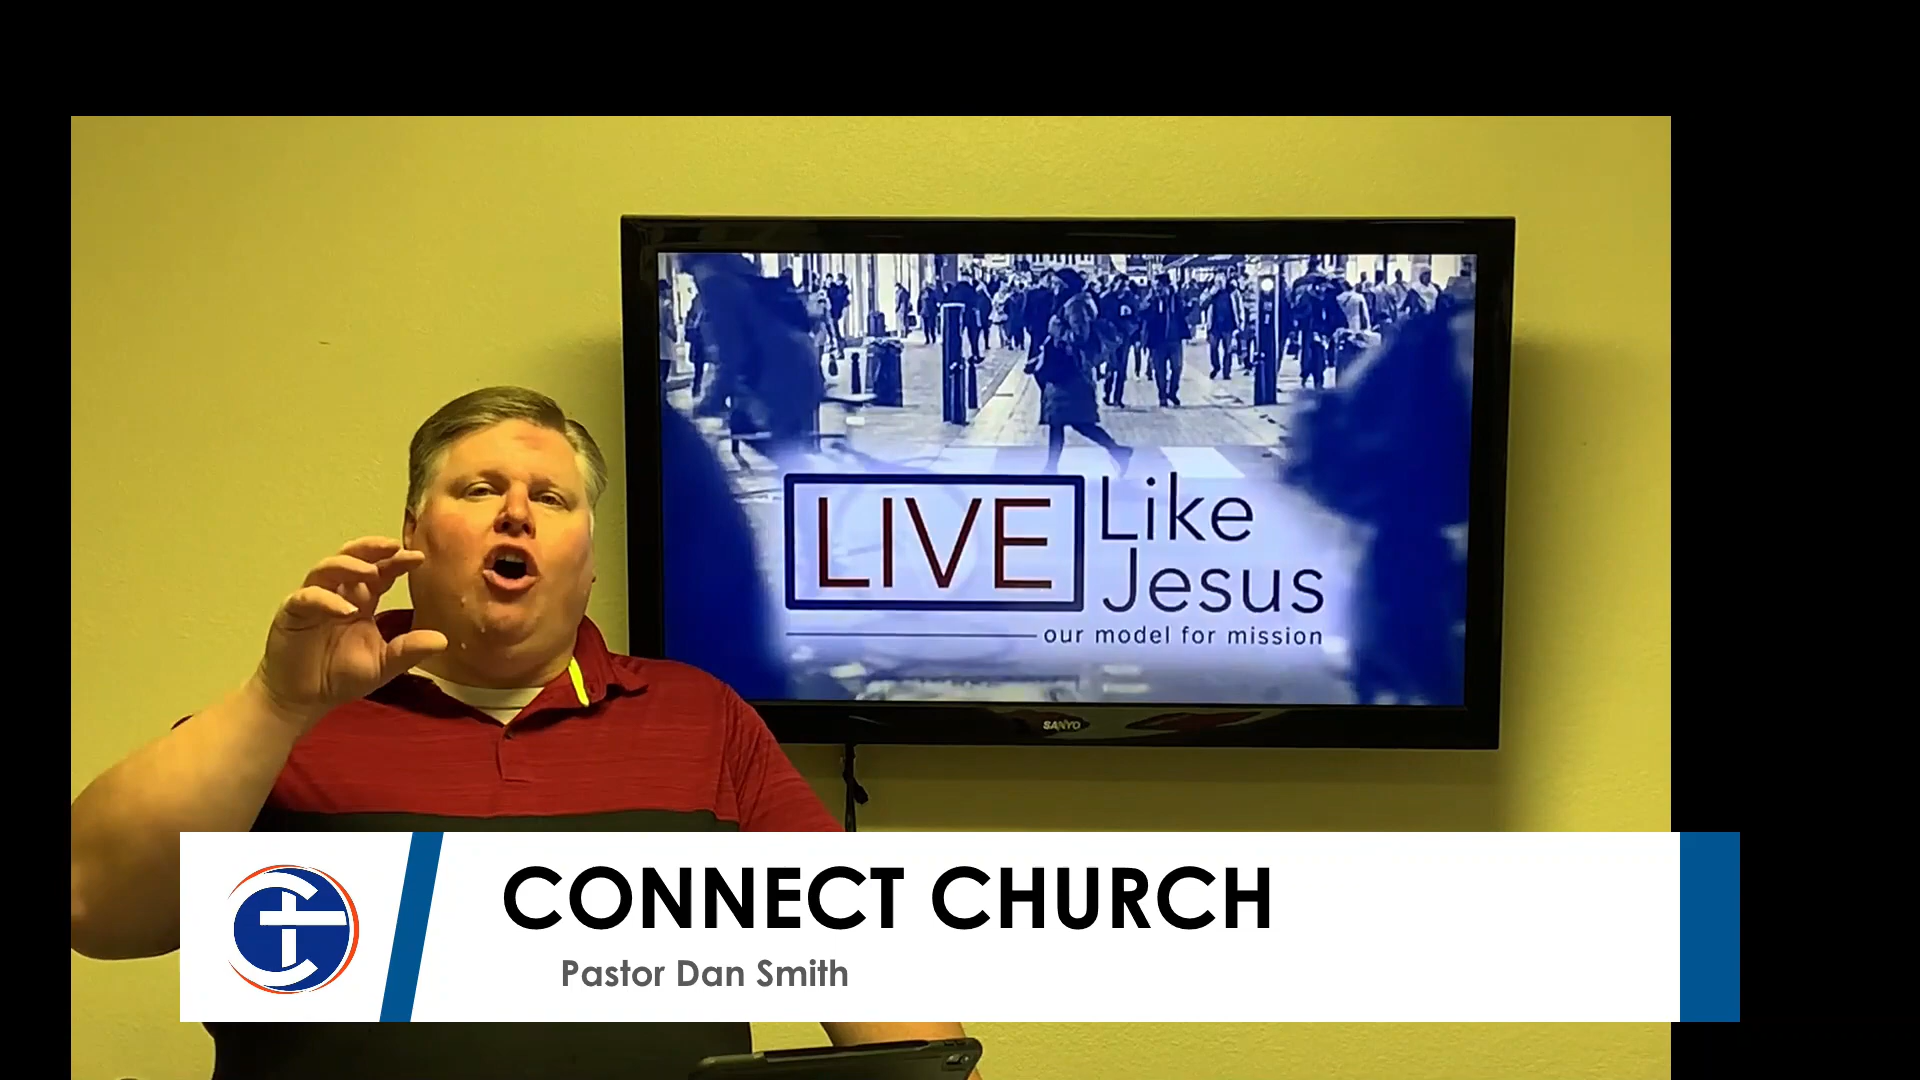 LIVE
Like
Jesus
our model for mission
SANYO
CONNECT CHURCH
Pastor Dan Smith